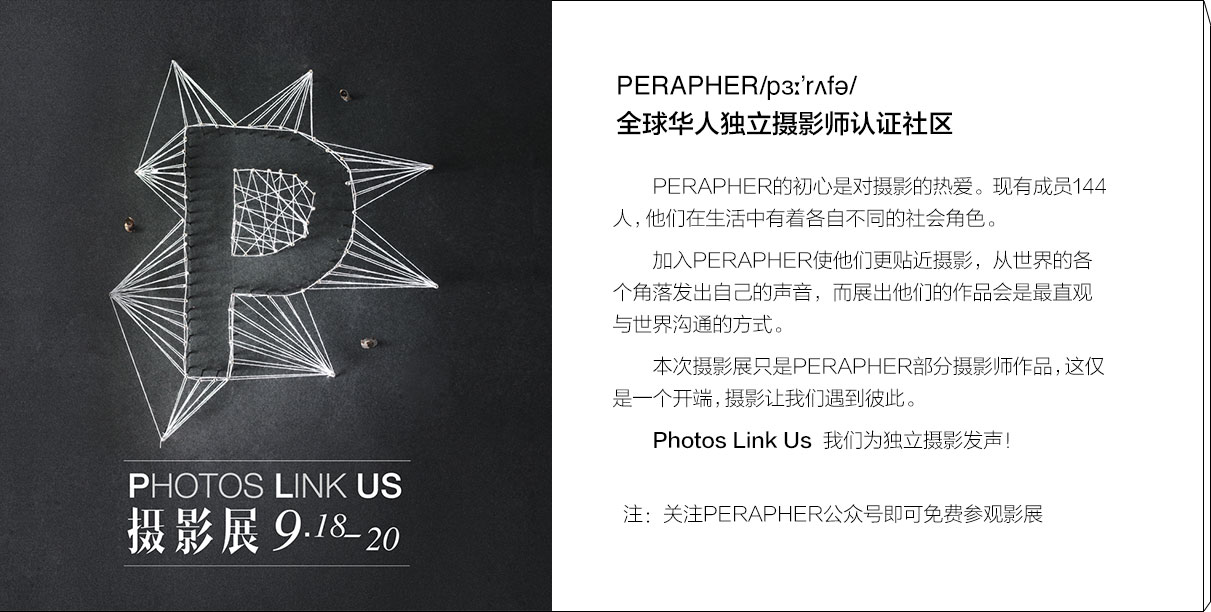 PHOTOS LINK US
摄影展 9.18_20
PERAPHER/pɜː'rʌfə/
全球华人独立摄影师认证社区
PERAPHER的初心是对摄影的热爱。现有成员144
人，他们在生活中有着各自不同的社会角色。
加入PERAPHER使他们更贴近摄影，从世界的各
个角落发出自己的声音，而展出他们的作品会是最直观
与世界沟通的方式。
本次摄影展只是PERAPHER部分摄影师作品，这仅
是一个开端，摄影让我们遇到彼此。
Photos Link Us 我们为独立摄影发声！
注：关注PERAPHER公众号即可免费参观影展